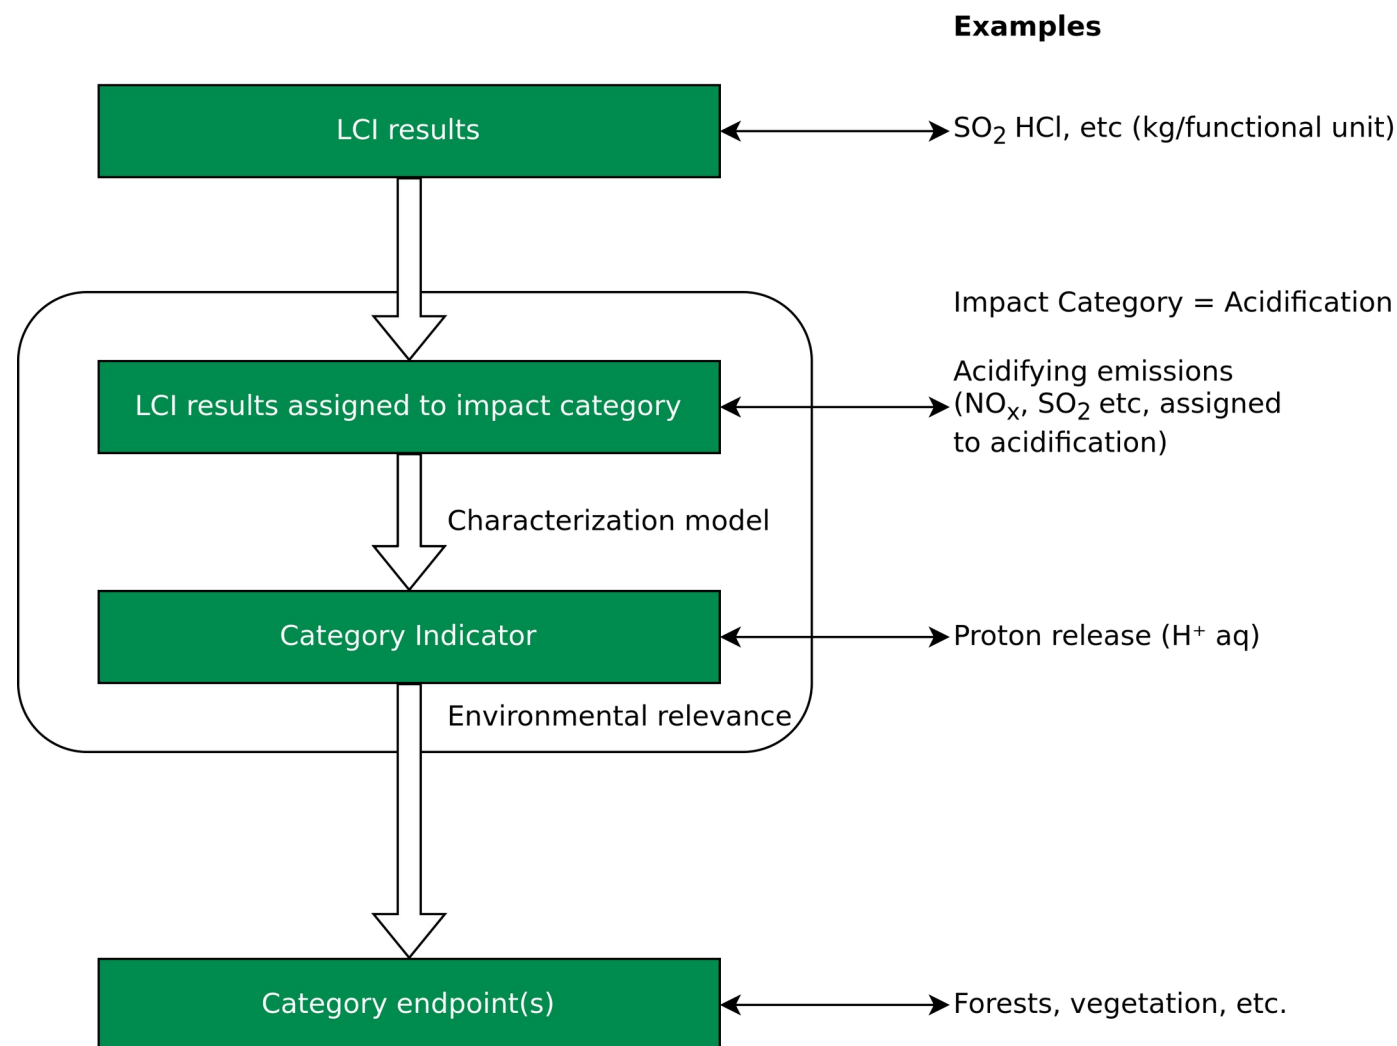 Examples
LCI results
SO₂ HCl, etc (kg/functional unit)
Impact Category = Acidification
LCI results assigned to impact category
Acidifying emissions
(NOₓ, SO₂ etc, assigned
to acidification)
Characterization model
Category Indicator
Proton release (H⁺ aq)
Environmental relevance
Category endpoint(s)
Forests, vegetation, etc.